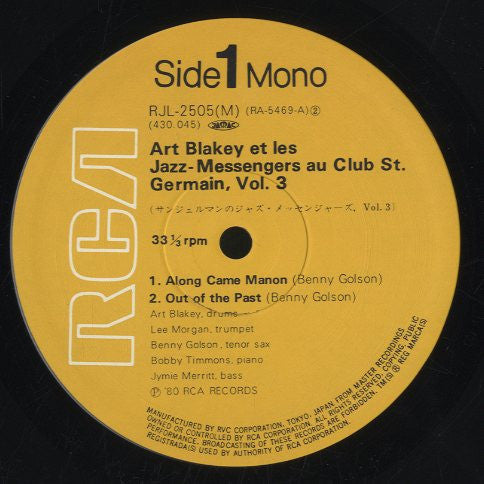 RCA
Side 1 Mono
RJL-2505(M) (RA-5469-A)②
(430.045)
Art Blakey et les
Jazz-Messengers au Club St.
Germain, Vol. 3
(サンジェルマンのジャズ・メッセンジャーズ, Vol. 3)
33 1/3 rpm
1. Along Came Manon (Benny Golson)
2. Out of the Past (Benny Golson)
Art Blakey, drums
Lee Morgan, trumpet
Benny Golson, tenor sax
Bobby Timmons, piano
Jymie Merritt, bass
Ⓟ '80 RCA RECORDS
MANUFACTURED BY RVC CORPORATION, TOKYO, JAPAN FROM MASTER RECORDINGS
OWNED OR CONTROLLED BY RCA CORPORATION. ALL RIGHTS RESERVED. COPYING, PUBLIC
PERFORMANCE, BROADCASTING OF THESE RECORDS ARE FORBIDDEN. TM(S) ® REG MARCA(S)
REGISTRADA(S) USED BY AUTHORITY OF RCA CORPORATION.